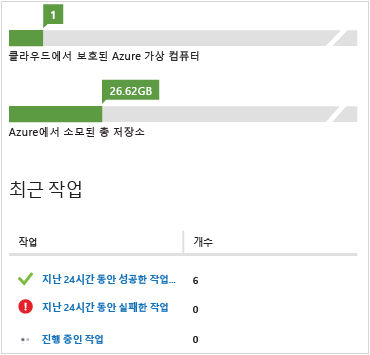 1
클라우드에서 보호된 Azure 가상 컴퓨터
26.62GB
Azure에서 소모된 총 저장소
최근 작업
작업 개수
지난 24시간 동안 성공한 작업... 6
지난 24시간 동안 실패한 작업 0
진행 중인 작업 0